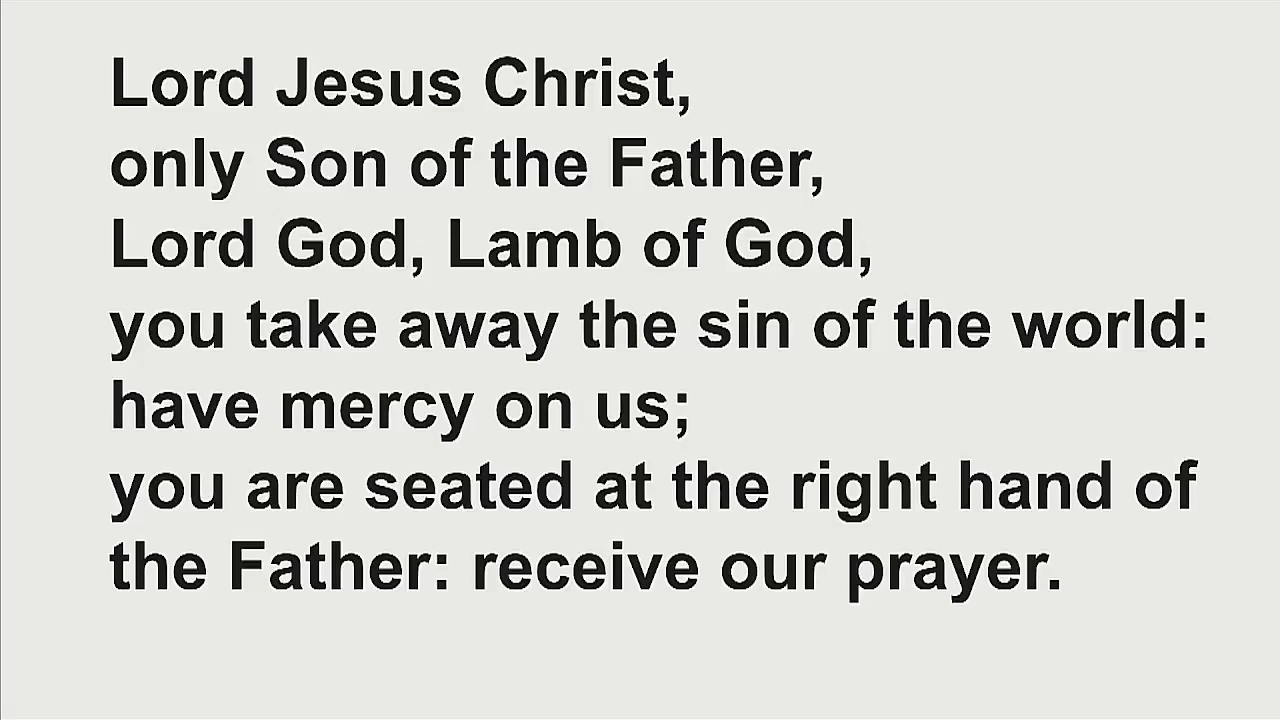 Lord Jesus Christ,
only Son of the Father,
Lord God, Lamb of God,
you take away the sin of the world:
have mercy on us;
you are seated at the right hand of
the Father: receive our prayer.